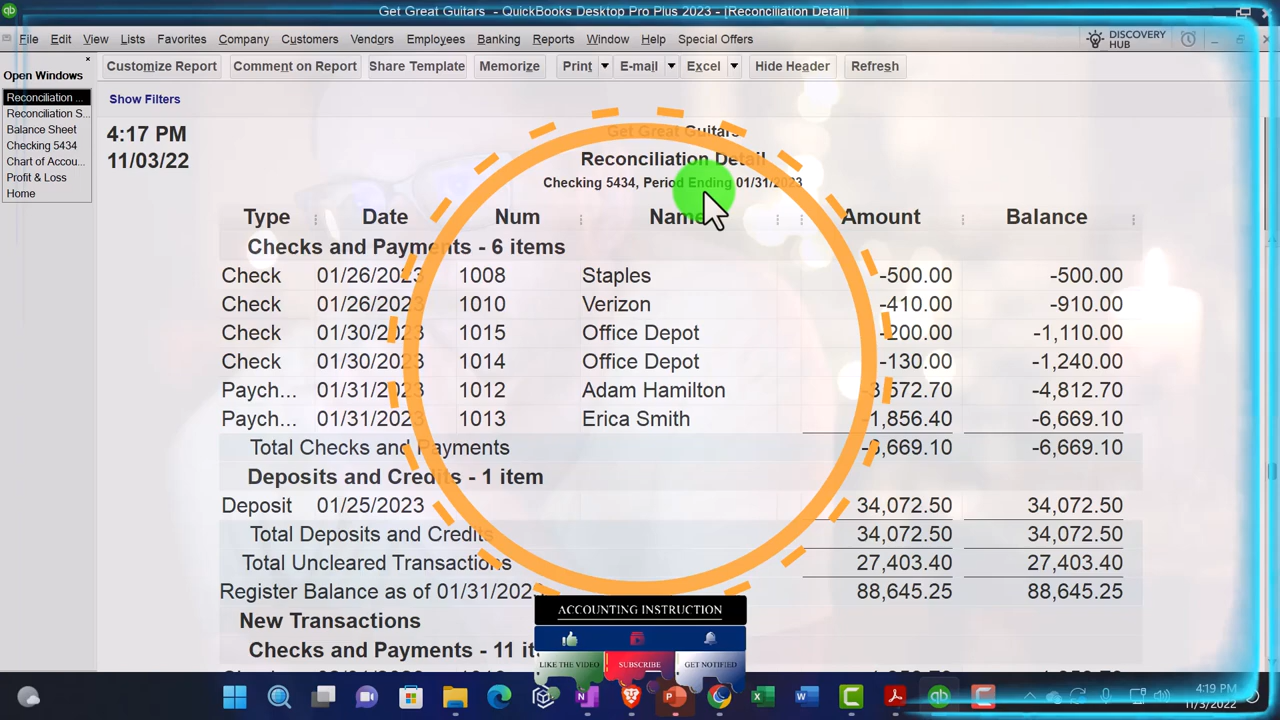 Get Great Guitars - QuickBooks Desktop Pro Plus 2023 - [Reconciliation Detail]
File Edit View Lists Favorites Company Customers Vendors Employees Banking Reports Window Help Special Offers
DISCOVERY HUB
Open Windows
Customize Report Comment on Report Share Template Memorize Print E-mail Excel Hide Header Refresh
Reconciliation ...
Reconciliation S...
Balance Sheet
Checking 5434
Chart of Accou...
Profit & Loss
Home
Show Filters
4:17 PM
11/03/22
Get Great Guitars
Reconciliation Detail
Checking 5434, Period Ending 01/31/2023
Type Date Num Name Amount Balance
Checks and Payments - 6 items
Check 01/26/2023 1008 Staples -500.00 -500.00
Check 01/26/2023 1010 Verizon -410.00 -910.00
Check 01/30/2023 1015 Office Depot -200.00 -1,110.00
Check 01/30/2023 1014 Office Depot -130.00 -1,240.00
Paych... 01/31/2023 1012 Adam Hamilton -3,572.70 -4,812.70
Paych... 01/31/2023 1013 Erica Smith -1,856.40 -6,669.10
Total Checks and Payments -6,669.10 -6,669.10
Deposits and Credits - 1 item
Deposit 01/25/2023 34,072.50 34,072.50
Total Deposits and Credits 34,072.50 34,072.50
Total Uncleared Transactions 27,403.40 27,403.40
Register Balance as of 01/31/2023 88,645.25 88,645.25
New Transactions
Checks and Payments - 11
ACCOUNTING INSTRUCTION
LIKE THE VIDEO SUBSCRIBE GET NOTIFIED
4:19 PM
11/3/2022